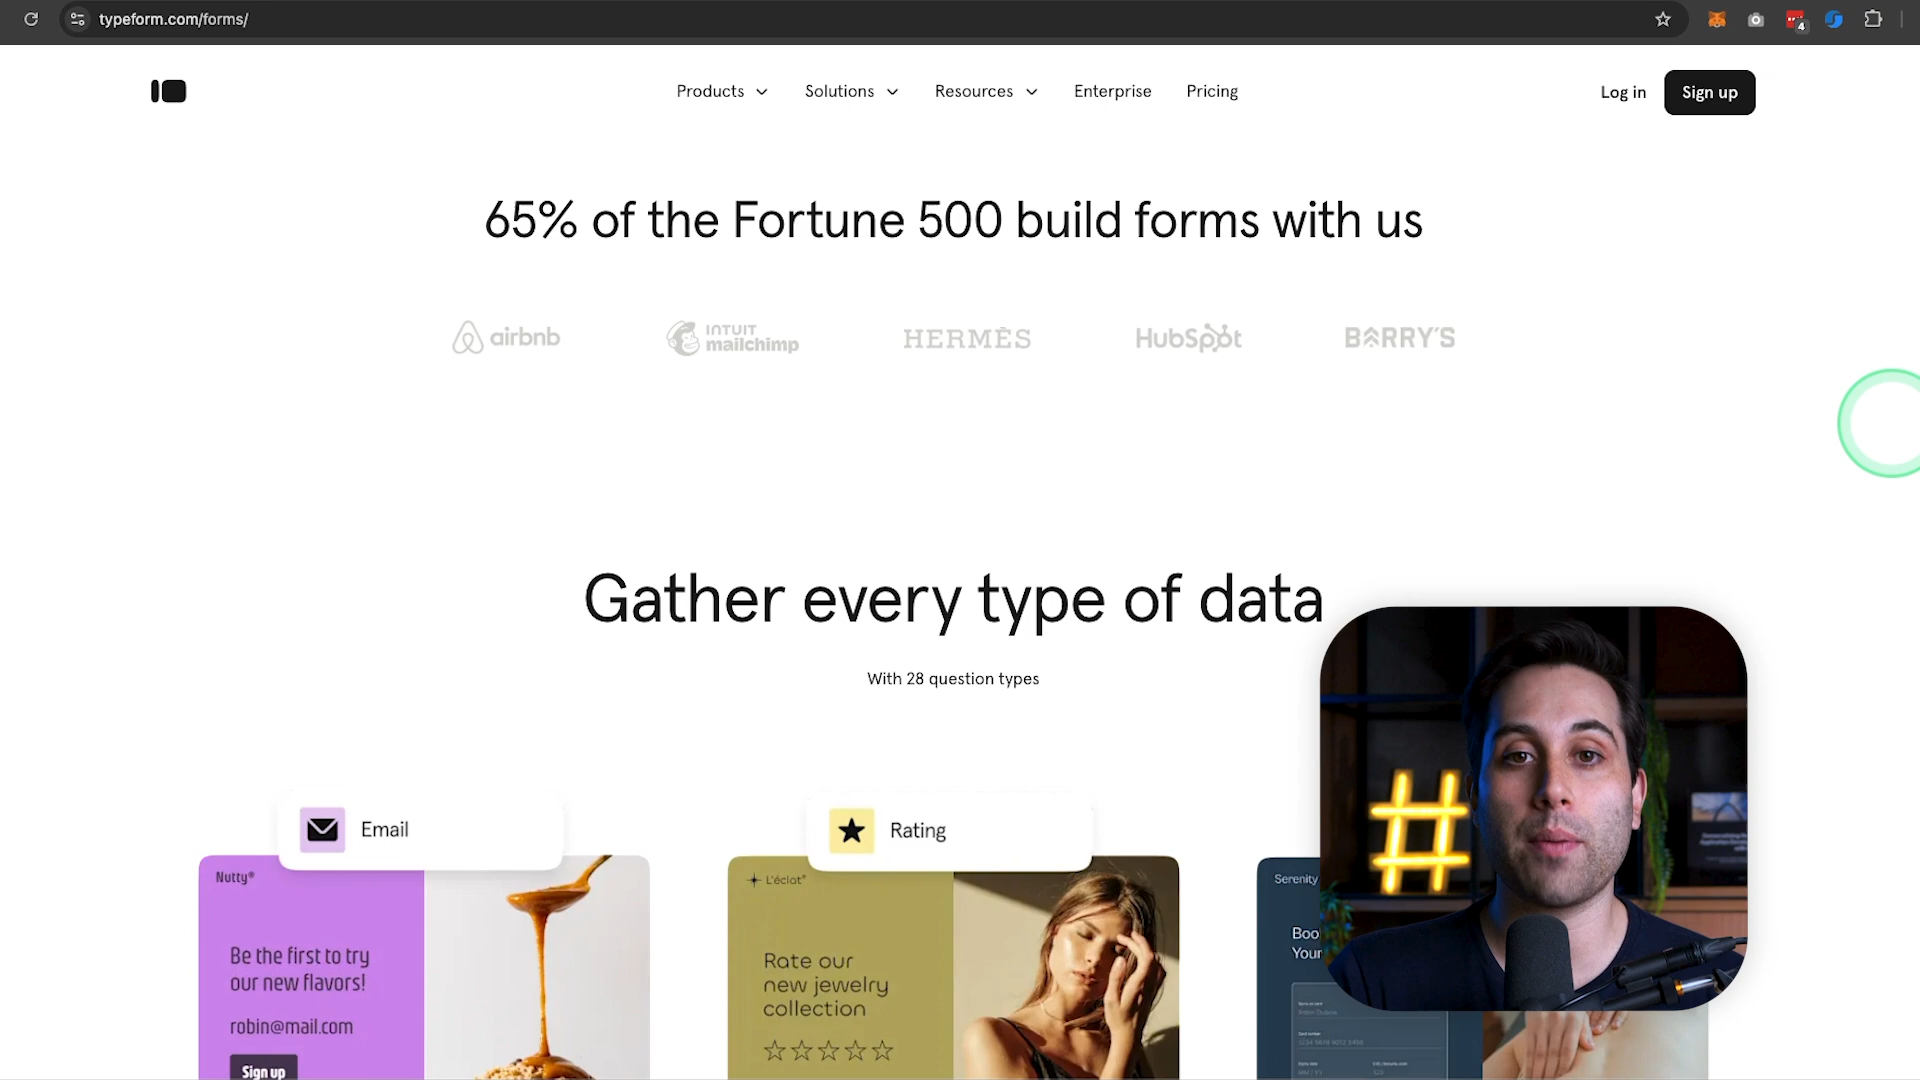 typeform.com/forms/
4
Products
Solutions
Resources
Enterprise
Pricing
Log in
Sign up
65% of the Fortune 500 build forms with us
airbnb
INTUIT
mailchimp
HERMÈS
HubSpot
BARRY'S
Gather every type of data
With 28 question types
Email
Rating
Nutty®
Be the first to try
our new flavors!
robin@mail.com
Sign up
L'éclat°
Rate our
new jewelry
collection
Serenity
Boo
Your
#